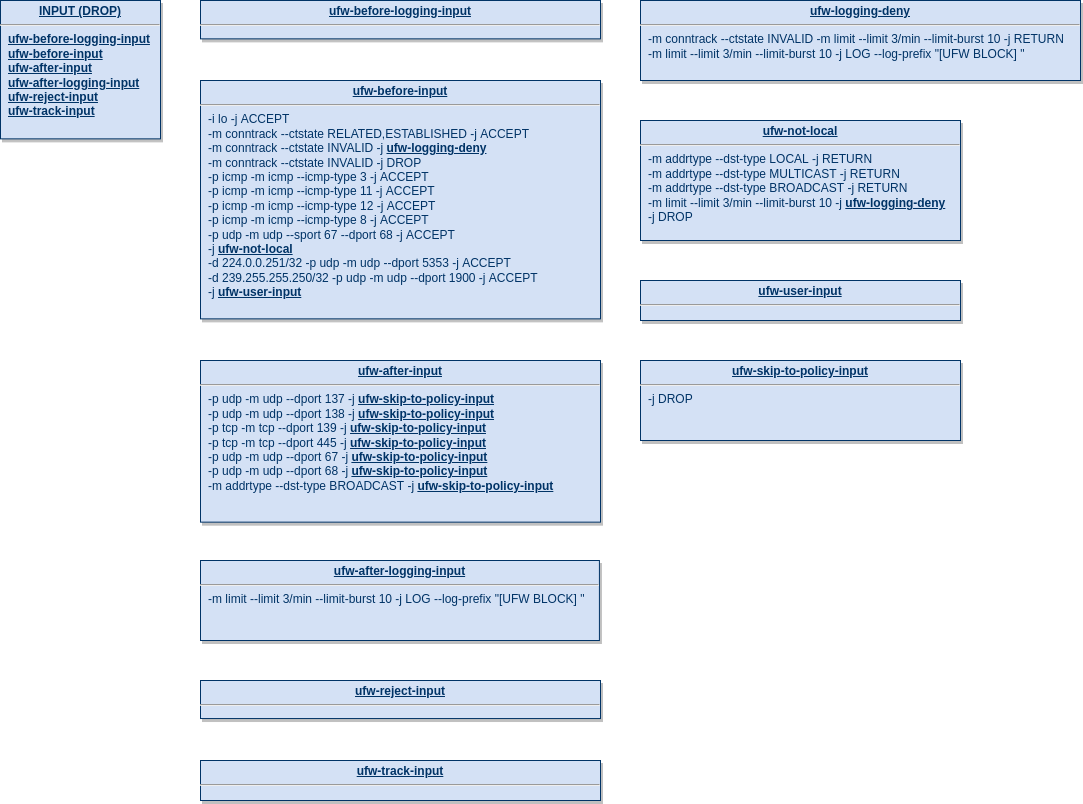 INPUT (DROP)
ufw-before-logging-input
ufw-before-input
ufw-after-input
ufw-after-logging-input
ufw-reject-input
ufw-track-input
ufw-before-logging-input
ufw-before-input
-i lo -j ACCEPT
-m conntrack --ctstate RELATED,ESTABLISHED -j ACCEPT
-m conntrack --ctstate INVALID -j ufw-logging-deny
-m conntrack --ctstate INVALID -j DROP
-p icmp -m icmp --icmp-type 3 -j ACCEPT
-p icmp -m icmp --icmp-type 11 -j ACCEPT
-p icmp -m icmp --icmp-type 12 -j ACCEPT
-p icmp -m icmp --icmp-type 8 -j ACCEPT
-p udp -m udp --sport 67 --dport 68 -j ACCEPT
-j ufw-not-local
-d 224.0.0.251/32 -p udp -m udp --dport 5353 -j ACCEPT
-d 239.255.255.250/32 -p udp -m udp --dport 1900 -j ACCEPT
-j ufw-user-input
ufw-after-input
-p udp -m udp --dport 137 -j ufw-skip-to-policy-input
-p udp -m udp --dport 138 -j ufw-skip-to-policy-input
-p tcp -m tcp --dport 139 -j ufw-skip-to-policy-input
-p tcp -m tcp --dport 445 -j ufw-skip-to-policy-input
-p udp -m udp --dport 67 -j ufw-skip-to-policy-input
-p udp -m udp --dport 68 -j ufw-skip-to-policy-input
-m addrtype --dst-type BROADCAST -j ufw-skip-to-policy-input
ufw-after-logging-input
-m limit --limit 3/min --limit-burst 10 -j LOG --log-prefix "[UFW BLOCK] "
ufw-reject-input
ufw-track-input
ufw-logging-deny
-m conntrack --ctstate INVALID -m limit --limit 3/min --limit-burst 10 -j RETURN
-m limit --limit 3/min --limit-burst 10 -j LOG --log-prefix "[UFW BLOCK] "
ufw-not-local
-m addrtype --dst-type LOCAL -j RETURN
-m addrtype --dst-type MULTICAST -j RETURN
-m addrtype --dst-type BROADCAST -j RETURN
-m limit --limit 3/min --limit-burst 10 -j ufw-logging-deny
-j DROP
ufw-user-input
ufw-skip-to-policy-input
-j DROP